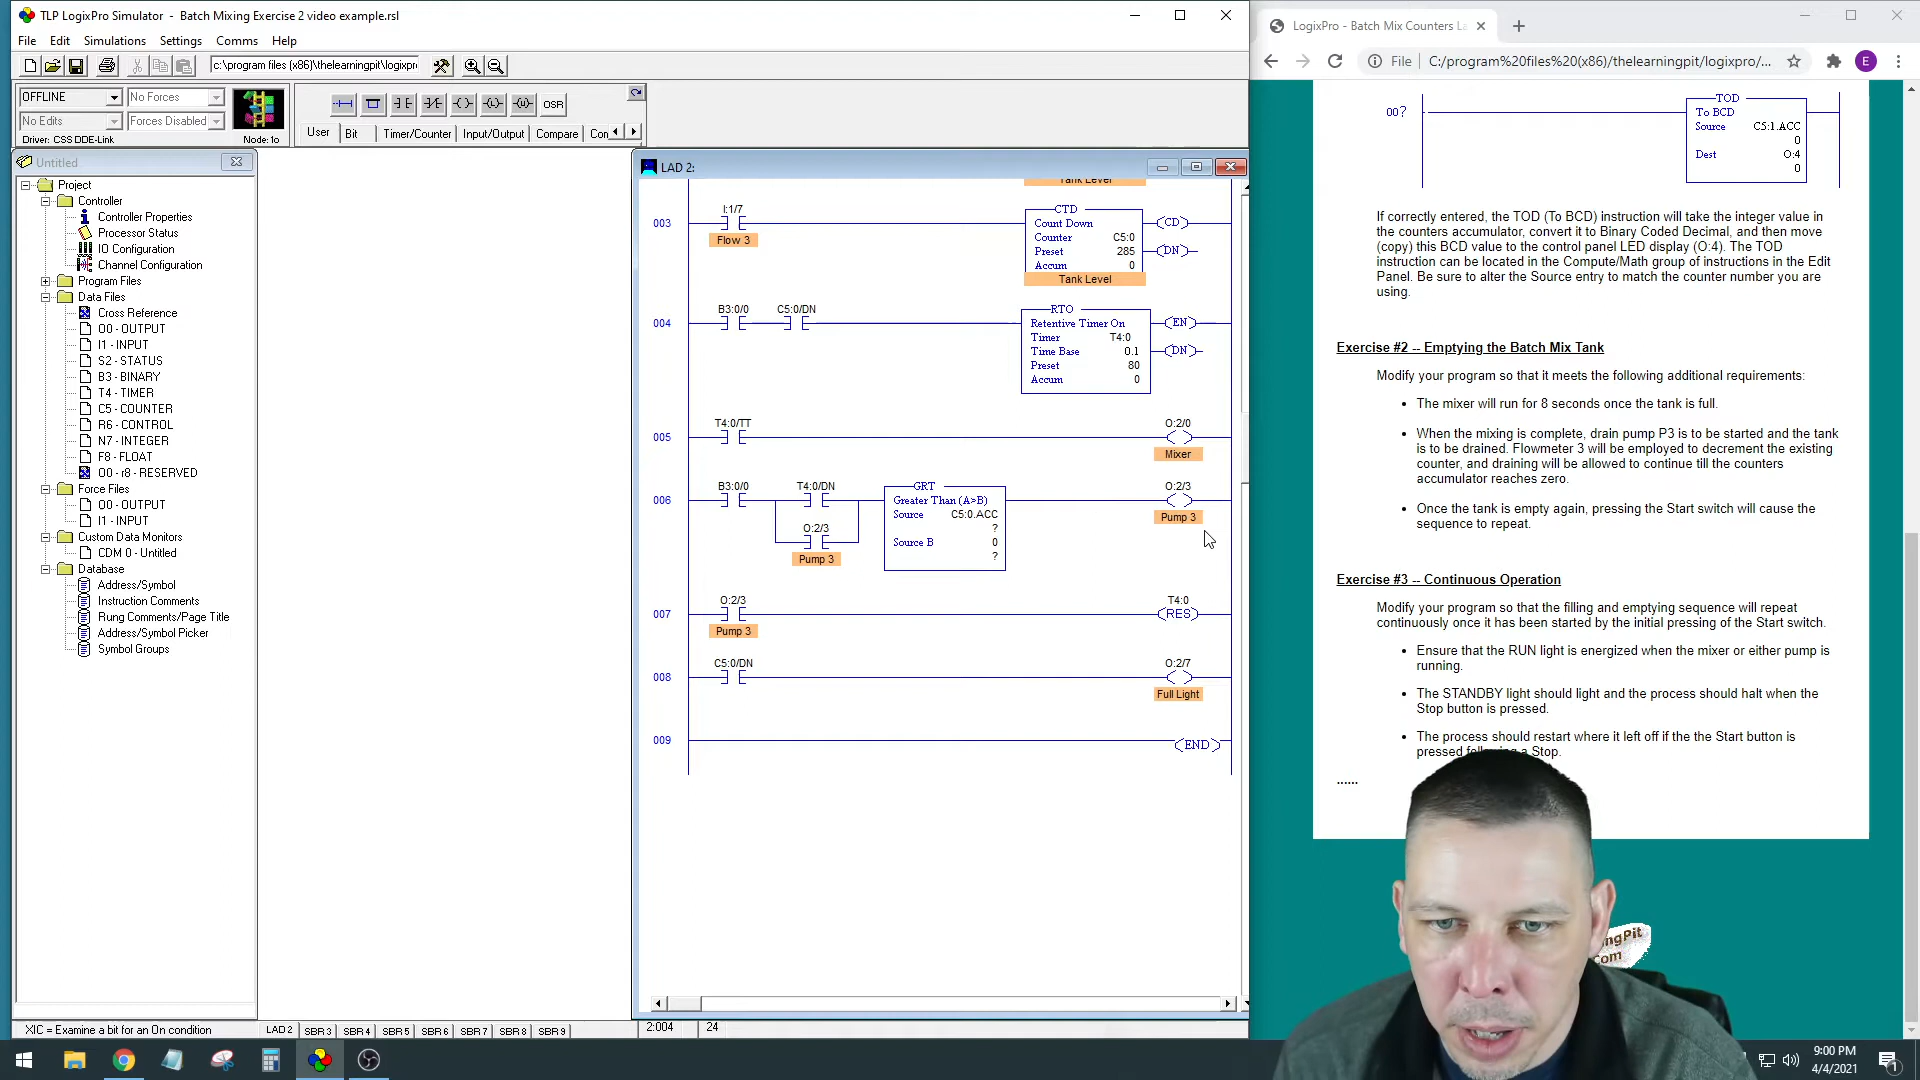 TLP LogixPro Simulator  -  Batch Mixing Exercise 2 video example.rsl
File Edit Simulations Settings Comms Help
c:\program files (x86)\thelearningpit\logixpr
OFFLINE No Forces
No Edits Forces Disabled
Driver: CSS DDE-Link Node: 1o
OSR
User Bit Timer/Counter Input/Output Compare Con
Untitled
Project
Controller
Controller Properties
Processor Status
IO Configuration
Channel Configuration
Program Files
Data Files
Cross Reference
O0 - OUTPUT
I1 - INPUT
S2 - STATUS
B3 - BINARY
T4 - TIMER
C5 - COUNTER
R6 - CONTROL
N7 - INTEGER
F8 - FLOAT
O0 - r8 - RESERVED
Force Files
O0 - OUTPUT
I1 - INPUT
Custom Data Monitors
CDM 0 - Untitled
Database
Address/Symbol
Instruction Comments
Rung Comments/Page Title
Address/Symbol Picker
Symbol Groups
LAD 2:
Tank Level
I:1/7
003
Flow 3
CTD
Count Down
Counter C5:0
Preset 285
Accum 0
CD
DN
Tank Level
B3:0/0 C5:0/DN
004
RTO
Retentive Timer On
Timer T4:0
Time Base 0.1
Preset 80
Accum 0
EN
DN
T4:0/TT O:2/0
005
Mixer
B3:0/0 T4:0/DN
006
O:2/3
Pump 3
GRT
Greater Than (A>B)
Source C5:0.ACC
?
Source B 0
?
O:2/3
Pump 3
O:2/3 T4:0
007 RES
Pump 3
C5:0/DN O:2/7
008
Full Light
009 END
XIC = Examine a bit for an On condition
LAD 2 SBR 3 SBR 4 SBR 5 SBR 6 SBR 7 SBR 8 SBR 9
2:004 24
LogixPro - Batch Mix Counters La
File C:/program%20files%20(x86)/thelearningpit/logixpro/...
E
00?
TOD
To BCD
Source C5:1.ACC
0
Dest O:4
0
If correctly entered, the TOD (To BCD) instruction will take the integer value in
the counters accumulator, convert it to Binary Coded Decimal, and then move
(copy) this BCD value to the control panel LED display (O:4). The TOD
instruction can be located in the Compute/Math group of instructions in the Edit
Panel. Be sure to alter the Source entry to match the counter number you are
using.
Exercise #2 -- Emptying the Batch Mix Tank
Modify your program so that it meets the following additional requirements:
• The mixer will run for 8 seconds once the tank is full.
• When the mixing is complete, drain pump P3 is to be started and the tank
is to be drained. Flowmeter 3 will be employed to decrement the existing
counter, and draining will be allowed to continue till the counters
accumulator reaches zero.
• Once the tank is empty again, pressing the Start switch will cause the
sequence to repeat.
Exercise #3 -- Continuous Operation
Modify your program so that the filling and emptying sequence will repeat
continuously once it has been started by the initial pressing of the Start switch.
• Ensure that the RUN light is energized when the mixer or either pump is
running.
• The STANDBY light should light and the process should halt when the
Stop button is pressed.
• The process should restart where it left off if the the Start button is
pressed following a Stop.
......
ngPit
om
9:00 PM
4/4/2021
1